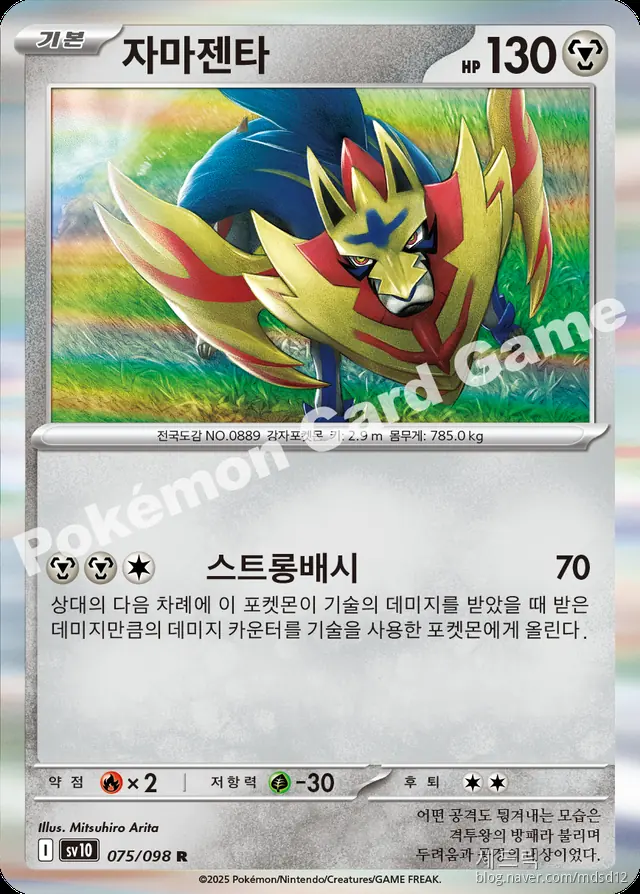 기본
자마젠타
HP 130
전국도감 NO.0889 감자포켓몬 키: 2.9 m 몸무게: 785.0 kg
Pokémon Card Game
스트롱배시 70
상대의 다음 차례에 이 포켓몬이 기술의 데미지를 받았을 때 받은
데미지만큼의 데미지 카운터를 기술을 사용한 포켓몬에게 올린다.
약점 ×2 저항력 -30 후퇴
Illus. Mitsuhiro Arita
어떤 공격도 튕겨내는 모습은
격투왕의 방패라 불리며
두려움과 의 대상이었다.
I sv10 075/098 R
blog.naver.com/mdsd12
©2025 Pokémon/Nintendo/Creatures/GAME FREAK.